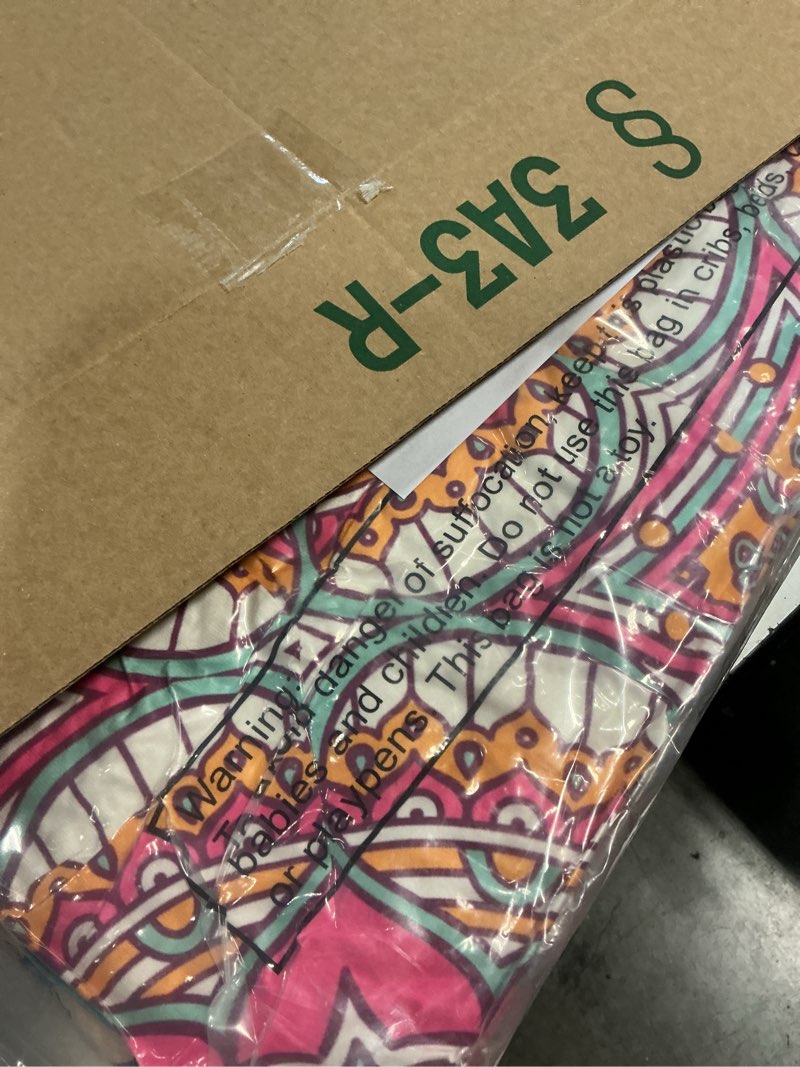 § 3A3-R
Warning:
To avoid danger of suffocation, keep this plastic
babies and children. Do not use this bag in cribs, beds,
or playpens. This bag is not a toy.